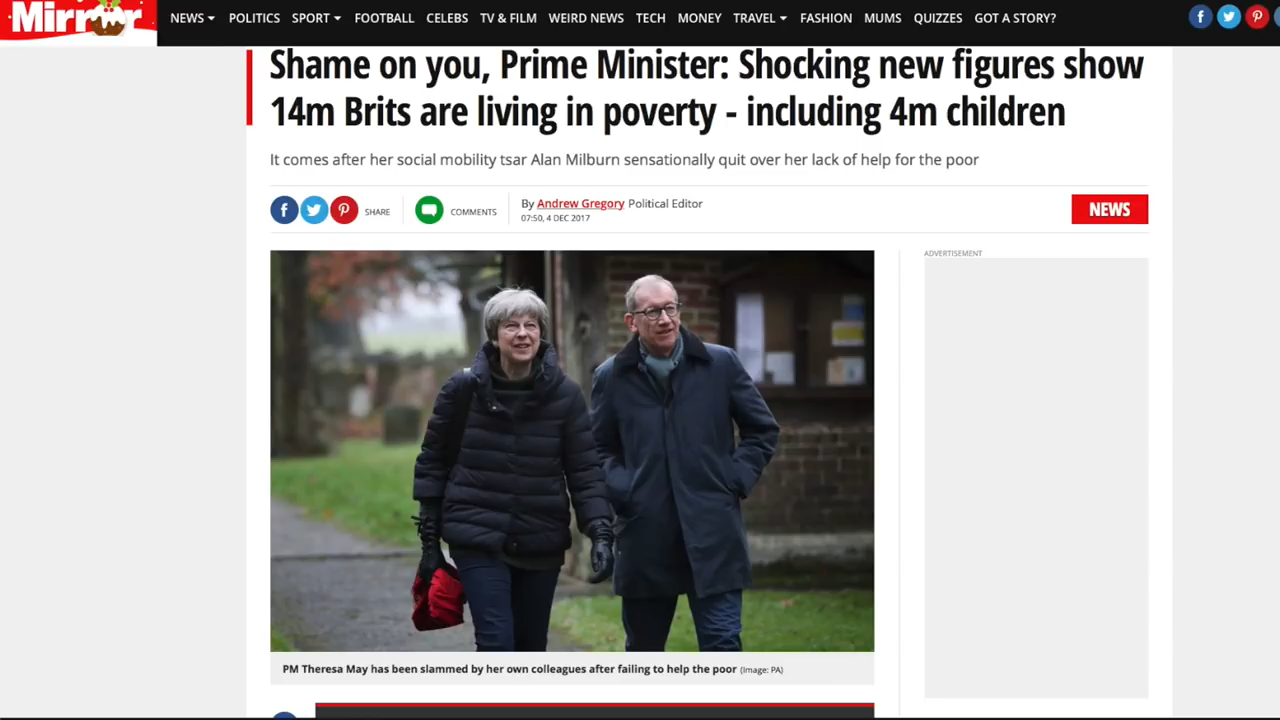 Mirror
NEWS POLITICS SPORT FOOTBALL CELEBS TV & FILM WEIRD NEWS TECH MONEY TRAVEL FASHION MUMS QUIZZES GOT A STORY?
Shame on you, Prime Minister: Shocking new figures show
14m Brits are living in poverty - including 4m children
It comes after her social mobility tsar Alan Milburn sensationally quit over her lack of help for the poor
SHARE
COMMENTS
By Andrew Gregory Political Editor
07:50, 4 DEC 2017
NEWS
ADVERTISEMENT
PM Theresa May has been slammed by her own colleagues after failing to help the poor (Image: PA)